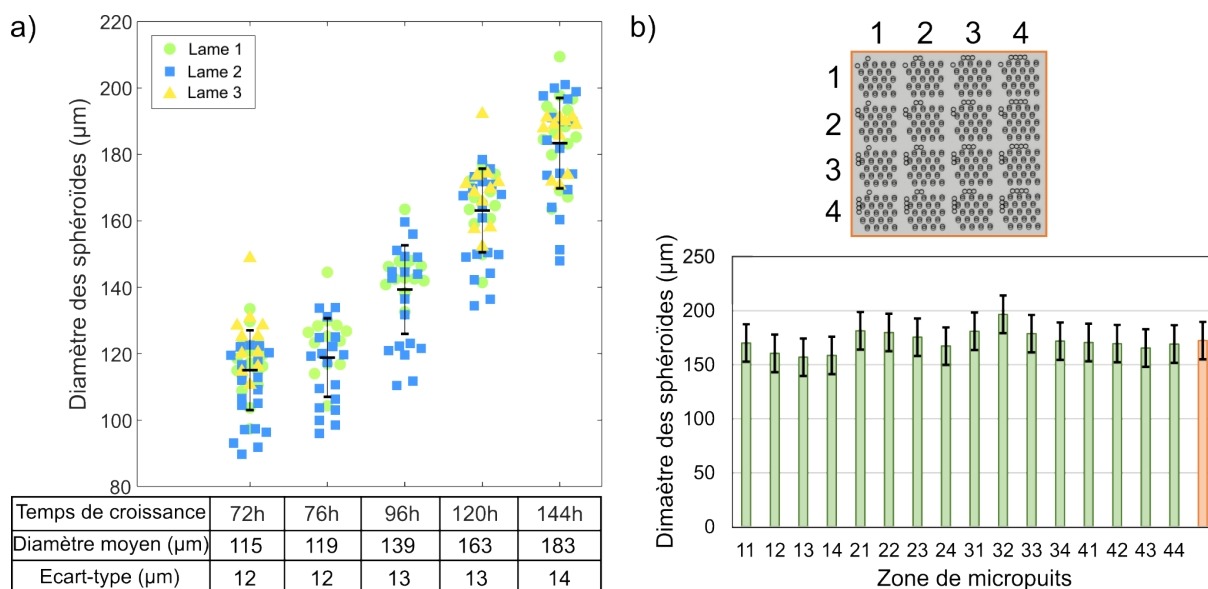 a)
Diamètre des sphéroïdes (µm)
220
200
180
160
140
120
100
80
Lame 1
Lame 2
Lame 3
Temps de croissance 72h 76h 96h 120h 144h
Diamètre moyen (µm) 115 119 139 163 183
Ecart-type (µm) 12 12 13 13 14
b)
1 2 3 4
1
2
3
4
Dimaètre des sphéroïdes (µm)
250
200
150
100
50
0
11 12 13 14 21 22 23 24 31 32 33 34 41 42 43 44
Zone de micropuits